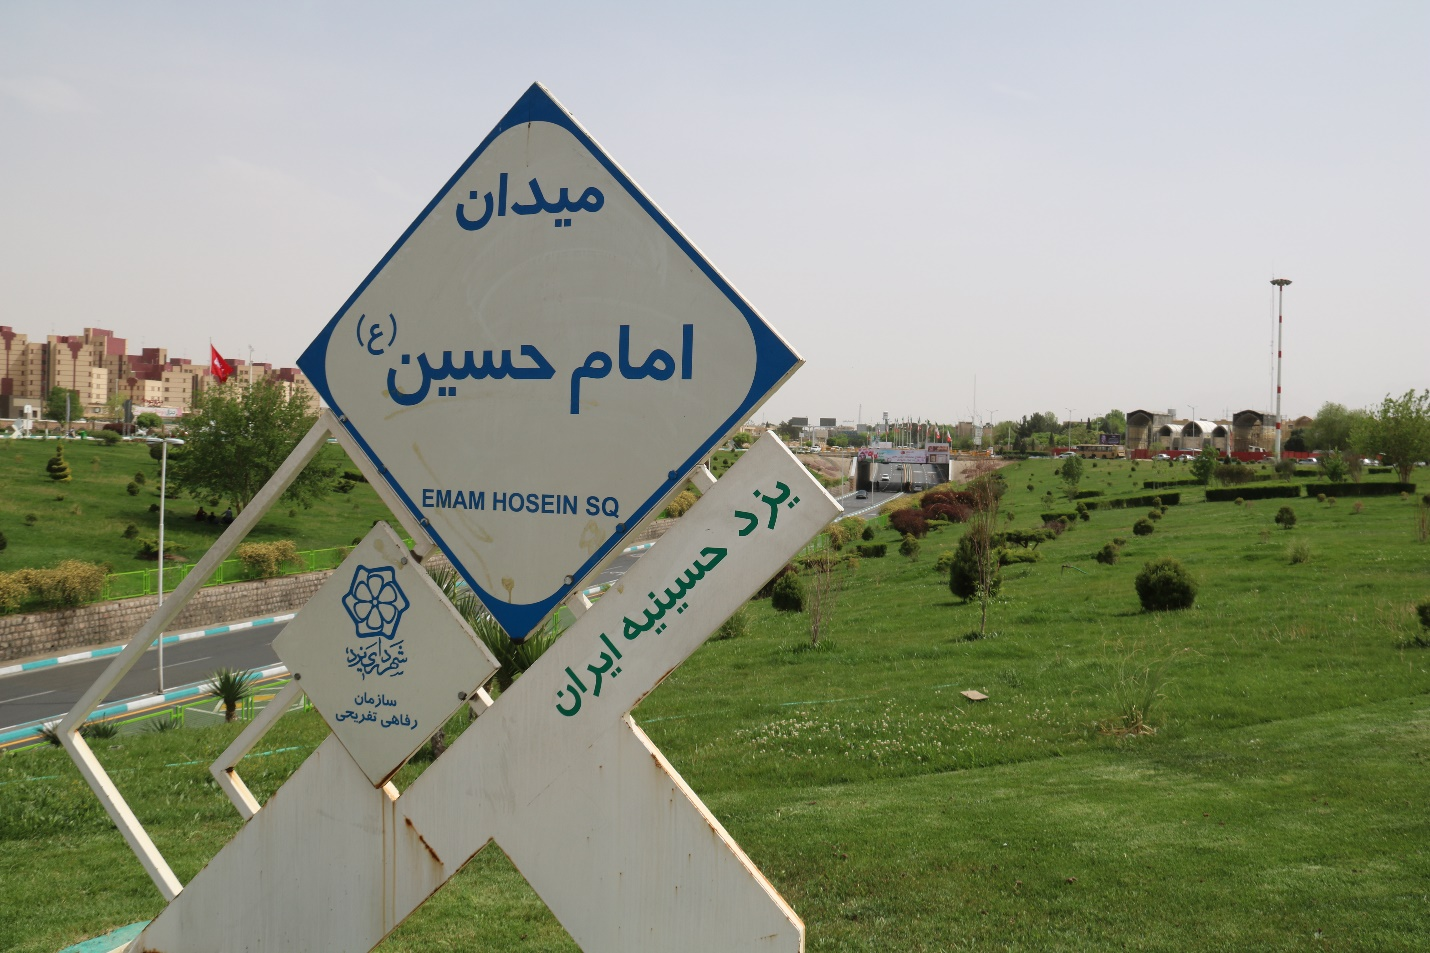 میدان
امام حسین (ع)
EMAM HOSEIN SQ
یزد حسینیه ایران
شهرداری یزد
سازمان
رفاهی تفریحی